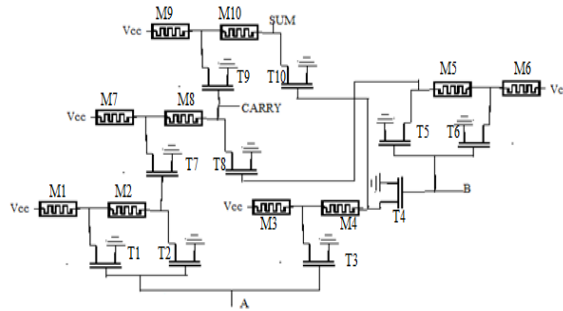 M9 M10 SUM
Vcc
T9 T10
M5 M6
Vc
M7 M8 CARRY
Vcc
T5 T6
T7 T8
M1 M2
Vcc
Vcc
M3 M4 T4 B
T1 T2 T3
A